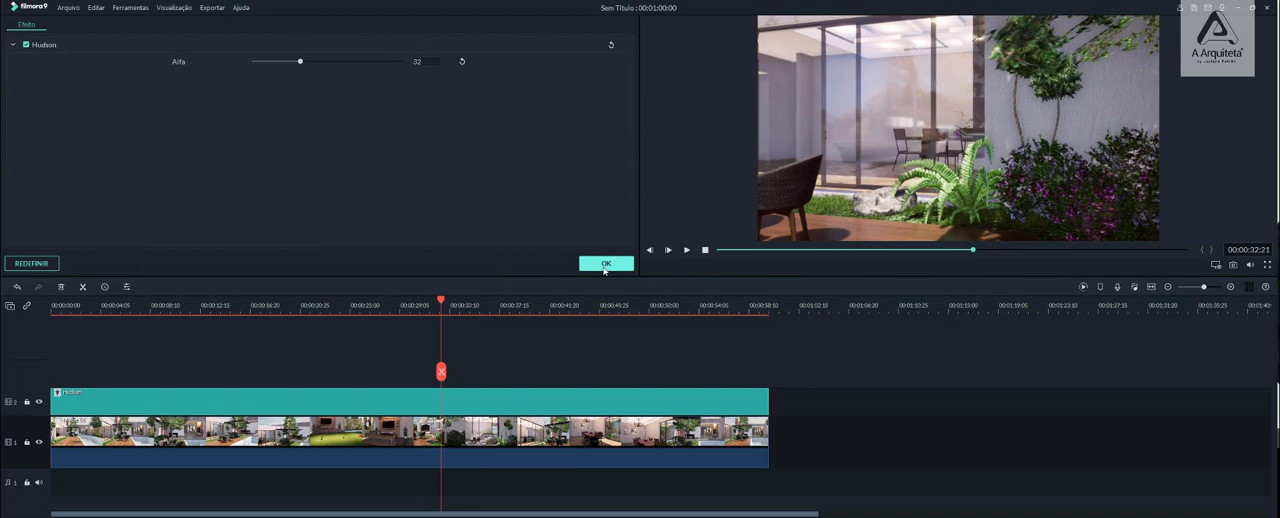 filmora9 Arquivo Editar Ferramentas Visualização Exportar Ajuda Sem Título : 00:01:00:00
Efeito
Hudson
Alfa 32
A Arquiteta
REDEFINIR OK
00:00:32:21
00:00:00:00 00:00:04:05 00:00:08:10 00:00:12:15 00:00:16:20 00:00:20:25 00:00:25:00 00:00:29:05 00:00:33:10 00:00:37:15 00:00:41:20 00:00:45:25 00:00:50:00 00:00:54:05 00:00:58:10 00:01:02:15 00:01:06:20 00:01:10:25 00:01:15:00 00:01:19:05 00:01:23:10 00:01:27:15 00:01:31:20 00:01:35:25 00:01:40:
2 Hudson
1
1